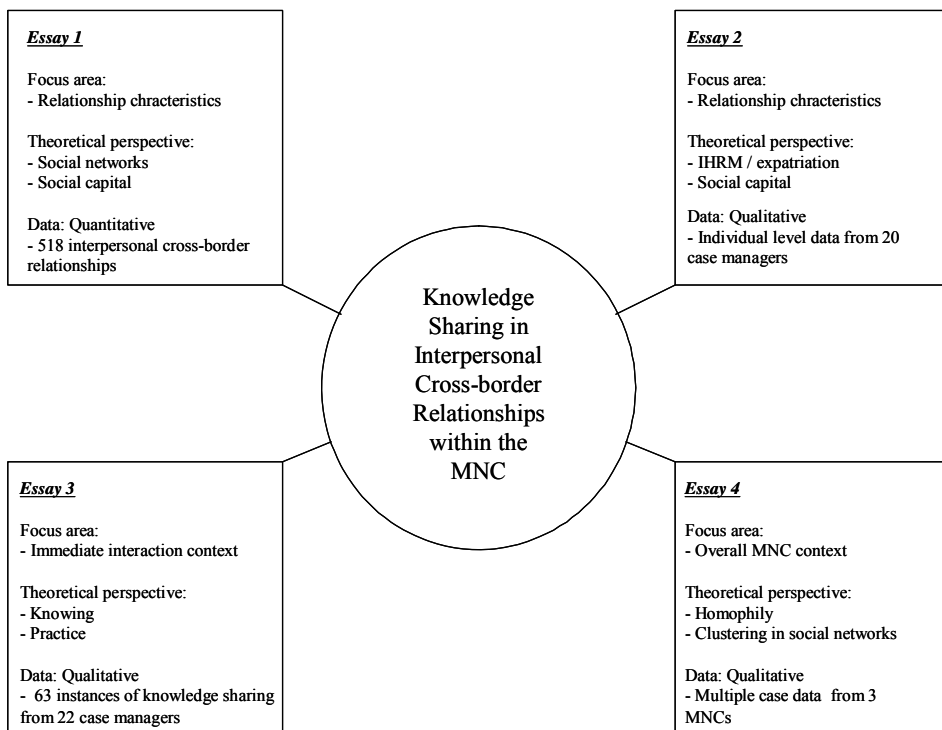 Essay 1
Focus area:
- Relationship chracteristics
Theoretical perspective:
- Social networks
- Social capital
Data: Quantitative
- 518 interpersonal cross-border
relationships
Essay 2
Focus area:
- Relationship chracteristics
Theoretical perspective:
- IHRM / expatriation
- Social capital
Data: Qualitative
- Individual level data from 20
case managers
Knowledge
Sharing in
Interpersonal
Cross-border
Relationships
within the
MNC
Essay 3
Focus area:
- Immediate interaction context
Theoretical perspective:
- Knowing
- Practice
Data: Qualitative
- 63 instances of knowledge sharing
from 22 case managers
Essay 4
Focus area:
- Overall MNC context
Theoretical perspective:
- Homophily
- Clustering in social networks
Data: Qualitative
- Multiple case data from 3
MNCs